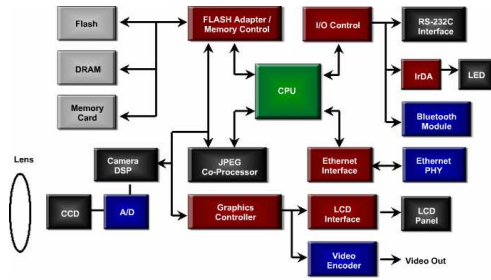 Flash
FLASH Adapter /
Memory Control
I/O Control
RS-232C
Interface
DRAM
CPU
IrDA
LED
Memory
Card
Bluetooth
Module
Lens
Camera
DSP
JPEG
Co-Processor
Ethernet
Interface
Ethernet
PHY
CCD
A/D
Graphics
Controller
LCD
Interface
LCD
Panel
Video
Encoder
Video Out